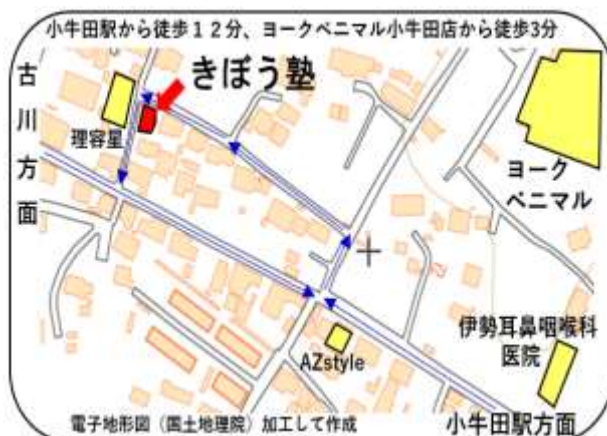 小牛田駅から徒歩１２分、ヨークベニマル小牛田店から徒歩3分
きぼう塾
古川方面
理容星
ヨーク
ベニマル
伊勢耳鼻咽喉科
医院
AZstyle
電子地形図（国土地理院）加工して作成
小牛田駅方面